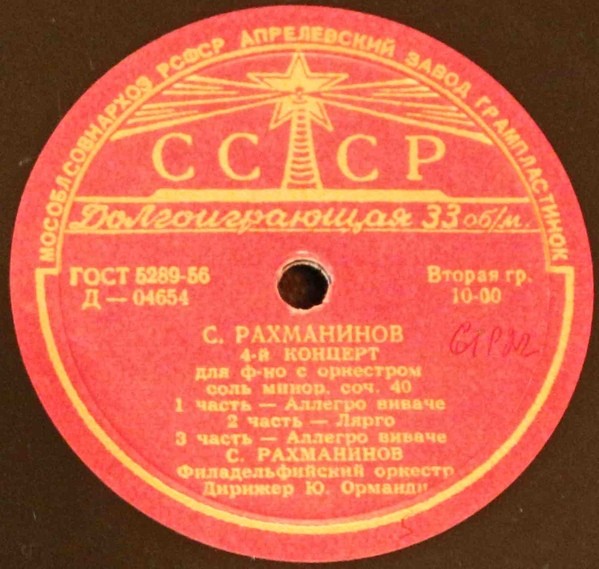 МОСОБЛСОВНАРХОЗ РСФСР АПРЕЛЕВСКИЙ ЗАВОД ГРАМПЛАСТИНОК
СССР
Долгоиграющая 33 об/м.
ГОСТ 5289-56
Д — 04654
Вторая гр.
10-00
С. РАХМАНИНОВ
4-й КОНЦЕРТ
для ф-но с оркестром
соль минор, соч. 40
1 часть — Аллегро виваче
2 часть — Лярго
3 часть — Аллегро виваче
С. РАХМАНИНОВ
Филадельфийский оркестр
Дирижер Ю. Орманди